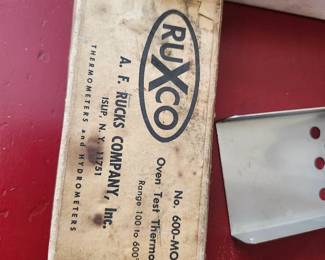 RUXCO
A. F. RUCKS COMPANY, Inc.
ISLIP, N. Y. 11751
THERMOMETERS and HYDROMETERS
No. 600-MO
Oven Test Thermo
Range 100 to 600°